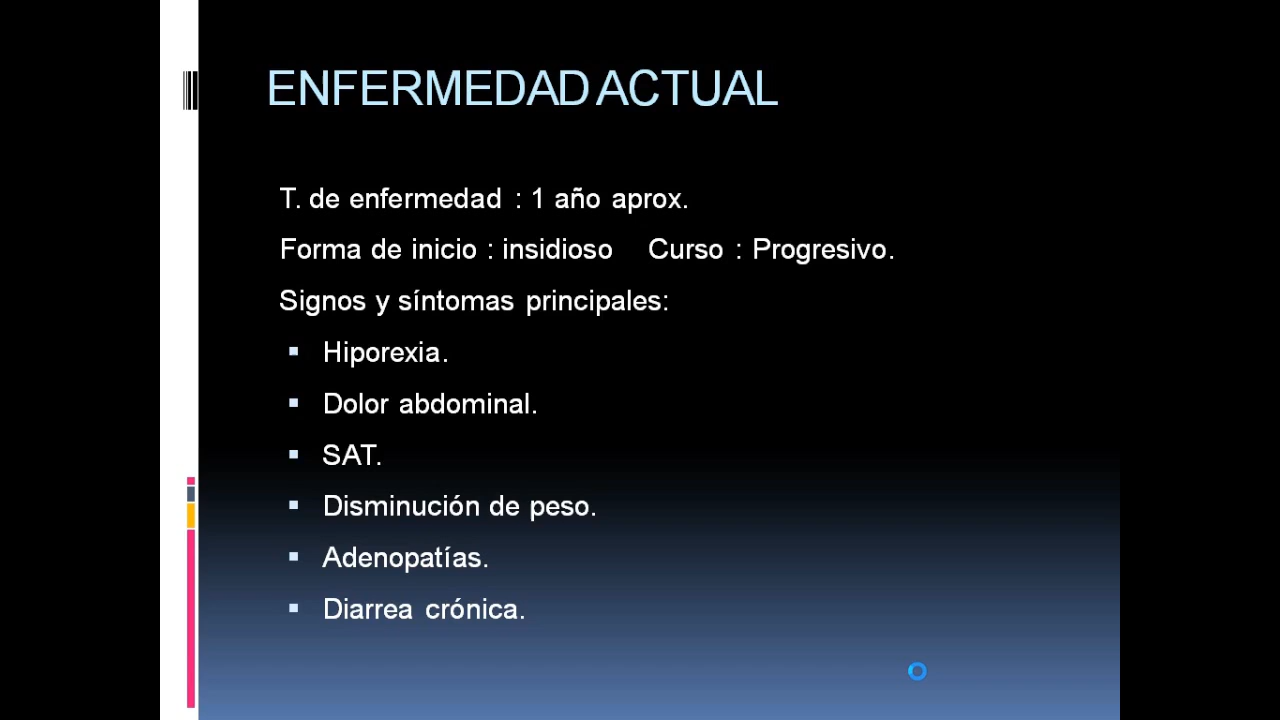 ENFERMEDAD ACTUAL
T. de enfermedad : 1 año aprox.
Forma de inicio : insidioso Curso : Progresivo.
Signos y síntomas principales:
▪ Hiporexia.
▪ Dolor abdominal.
▪ SAT.
▪ Disminución de peso.
▪ Adenopatías.
▪ Diarrea crónica.